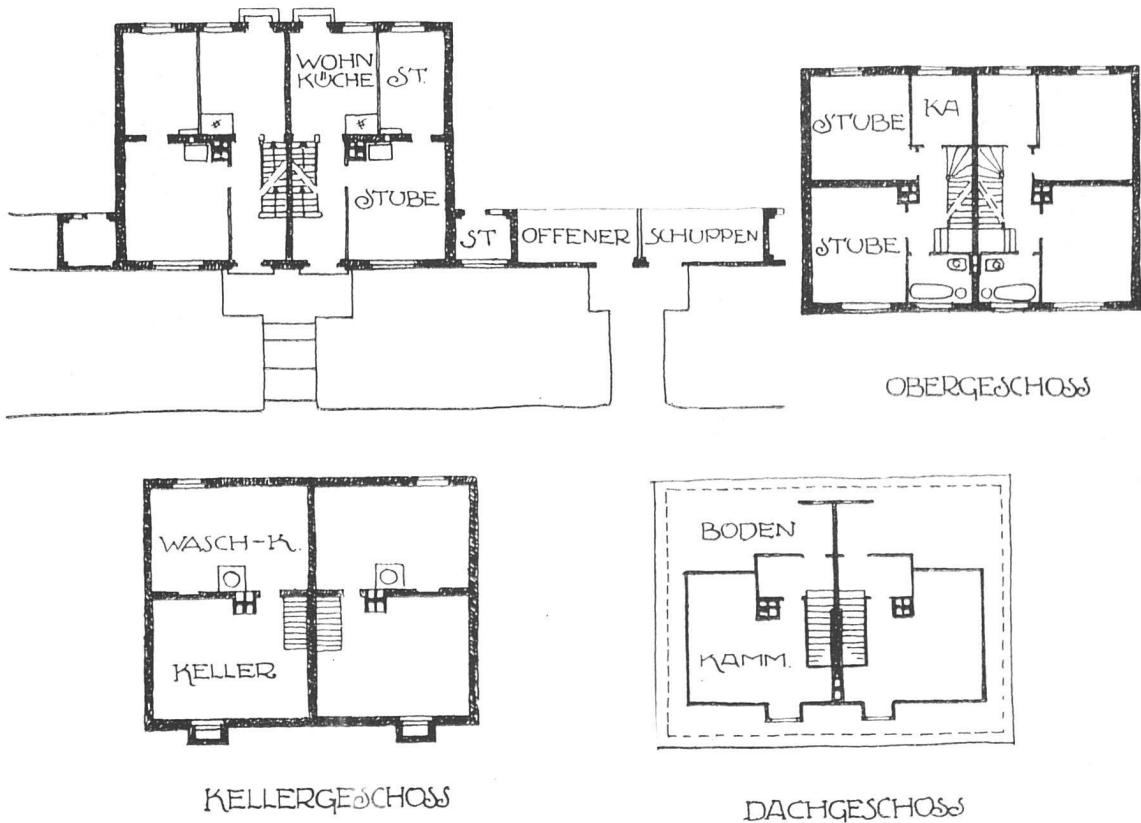 WOHN
KÜCHE
ST.
STUBE
ST
OFFENER
SCHUPPEN
STUBE
KA
STUBE
OBERGESCHOSS
WASCH-K.
KELLER
KELLERGESCHOSS
BODEN
KAMM.
DACHGESCHOSS